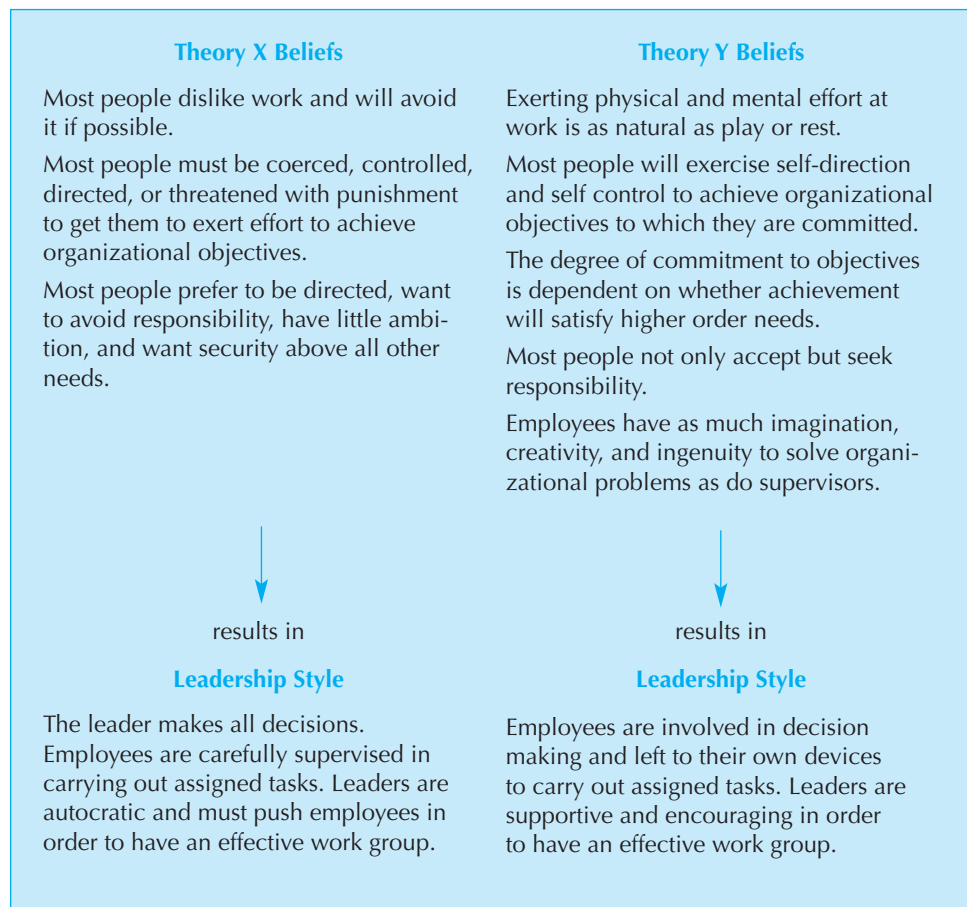 Theory X Beliefs
Most people dislike work and will avoid
it if possible.
Most people must be coerced, controlled,
directed, or threatened with punishment
to get them to exert effort to achieve
organizational objectives.
Most people prefer to be directed, want
to avoid responsibility, have little ambi-
tion, and want security above all other
needs.
results in
Leadership Style
The leader makes all decisions.
Employees are carefully supervised in
carrying out assigned tasks. Leaders are
autocratic and must push employees in
order to have an effective work group.
Theory Y Beliefs
Exerting physical and mental effort at
work is as natural as play or rest.
Most people will exercise self-direction
and self control to achieve organizational
objectives to which they are committed.
The degree of commitment to objectives
is dependent on whether achievement
will satisfy higher order needs.
Most people not only accept but seek
responsibility.
Employees have as much imagination,
creativity, and ingenuity to solve organi-
zational problems as do supervisors.
results in
Leadership Style
Employees are involved in decision
making and left to their own devices
to carry out assigned tasks. Leaders are
supportive and encouraging in order
to have an effective work group.